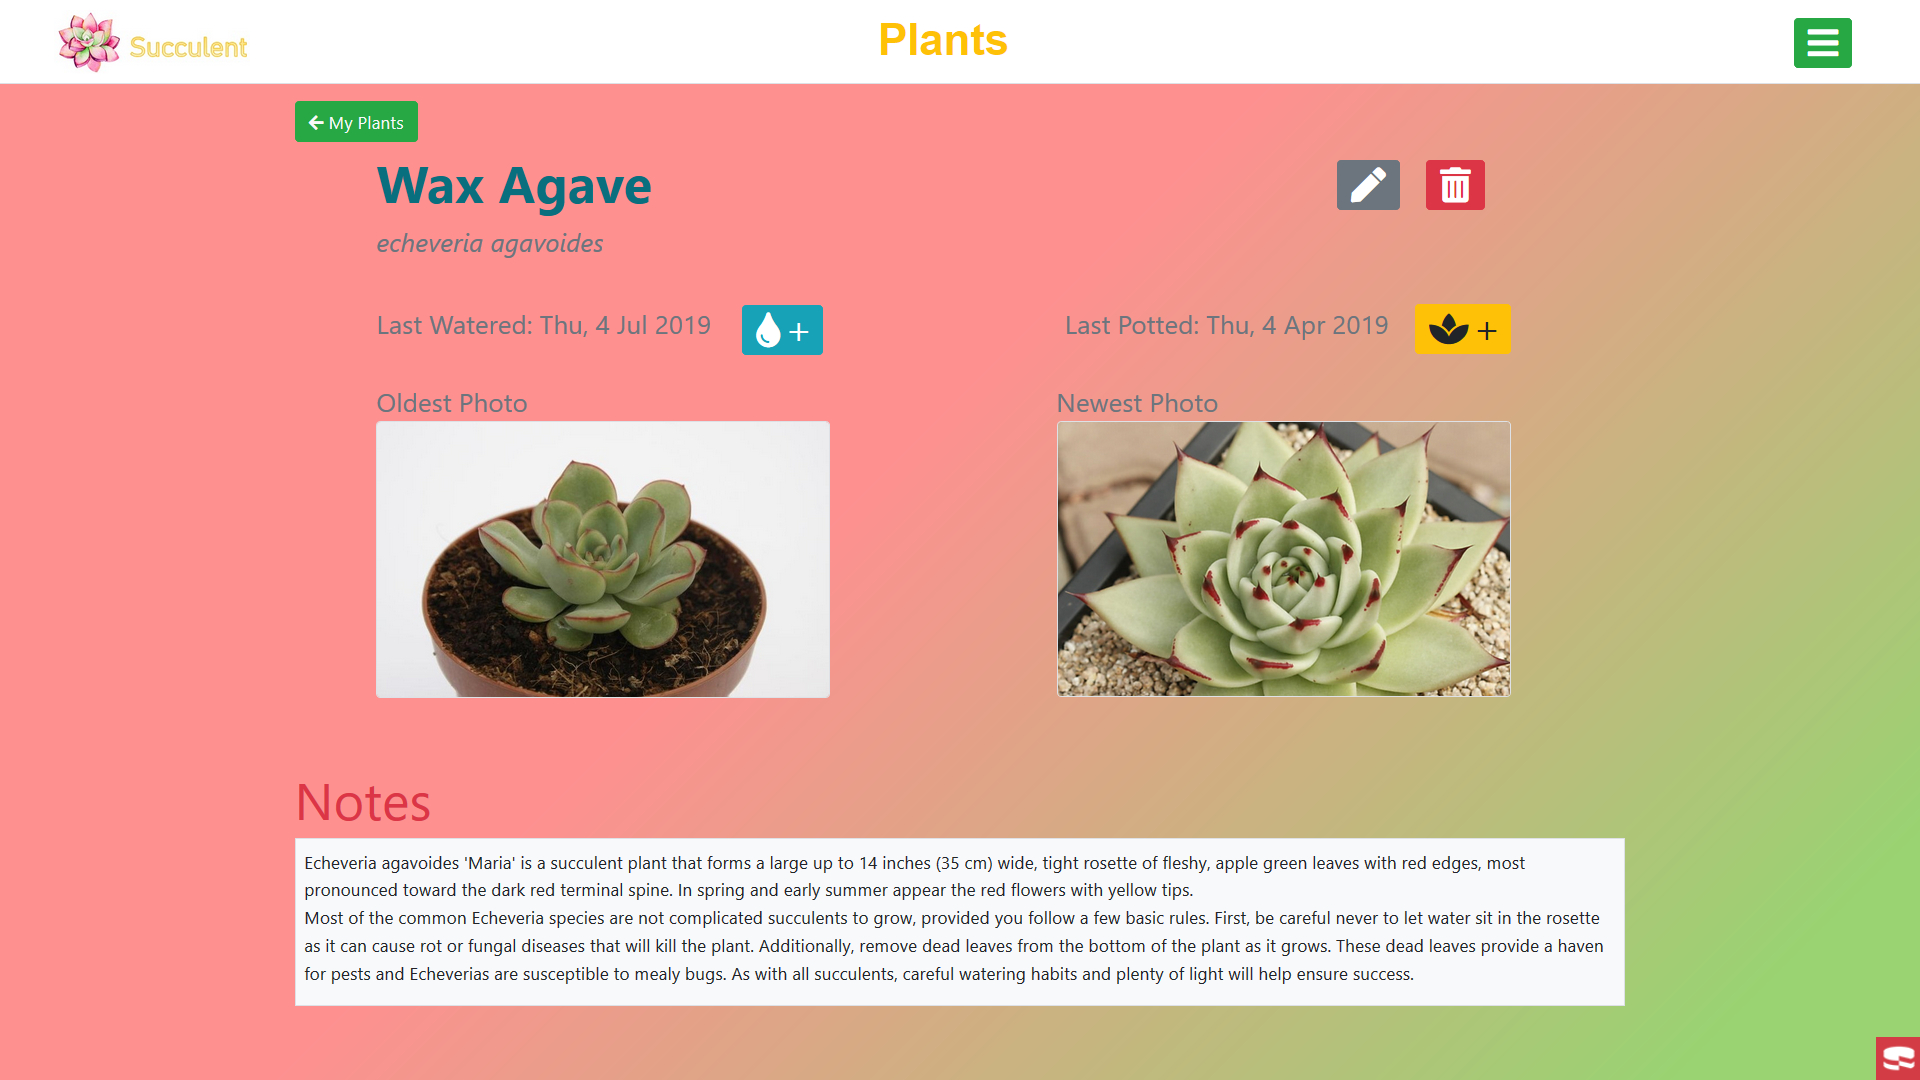 Succulent
Plants
My Plants
Wax Agave
echeveria agavoides
Last Watered: Thu, 4 Jul 2019
+
Last Potted: Thu, 4 Apr 2019
+
Oldest Photo
Newest Photo
Notes
Echeveria agavoides 'Maria' is a succulent plant that forms a large up to 14 inches (35 cm) wide, tight rosette of fleshy, apple green leaves with red edges, most
pronounced toward the dark red terminal spine. In spring and early summer appear the red flowers with yellow tips.
Most of the common Echeveria species are not complicated succulents to grow, provided you follow a few basic rules. First, be careful never to let water sit in the rosette
as it can cause rot or fungal diseases that will kill the plant. Additionally, remove dead leaves from the bottom of the plant as it grows. These dead leaves provide a haven
for pests and Echeverias are susceptible to mealy bugs. As with all succulents, careful watering habits and plenty of light will help ensure success.